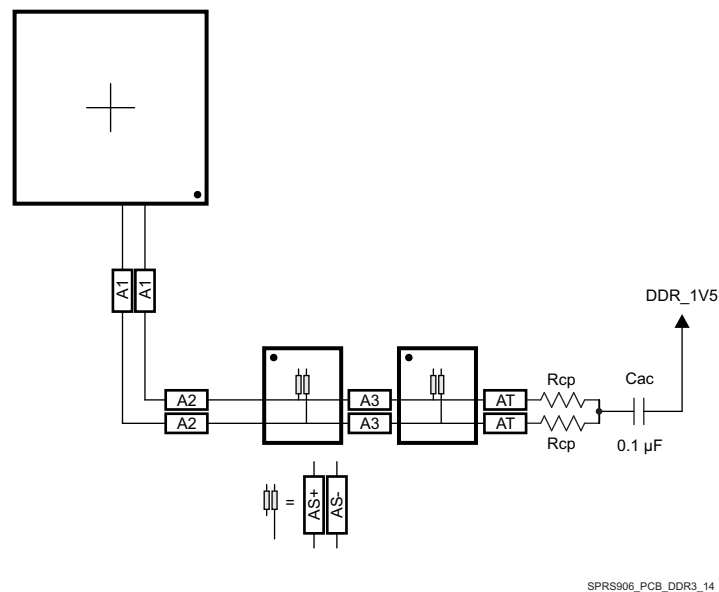 A1 A1
DDR_1V5
A2 A3 AT Rcp Cac
A2 A3 AT Rcp 0.1 µF
= AS+ AS-
SPRS906_PCB_DDR3_14